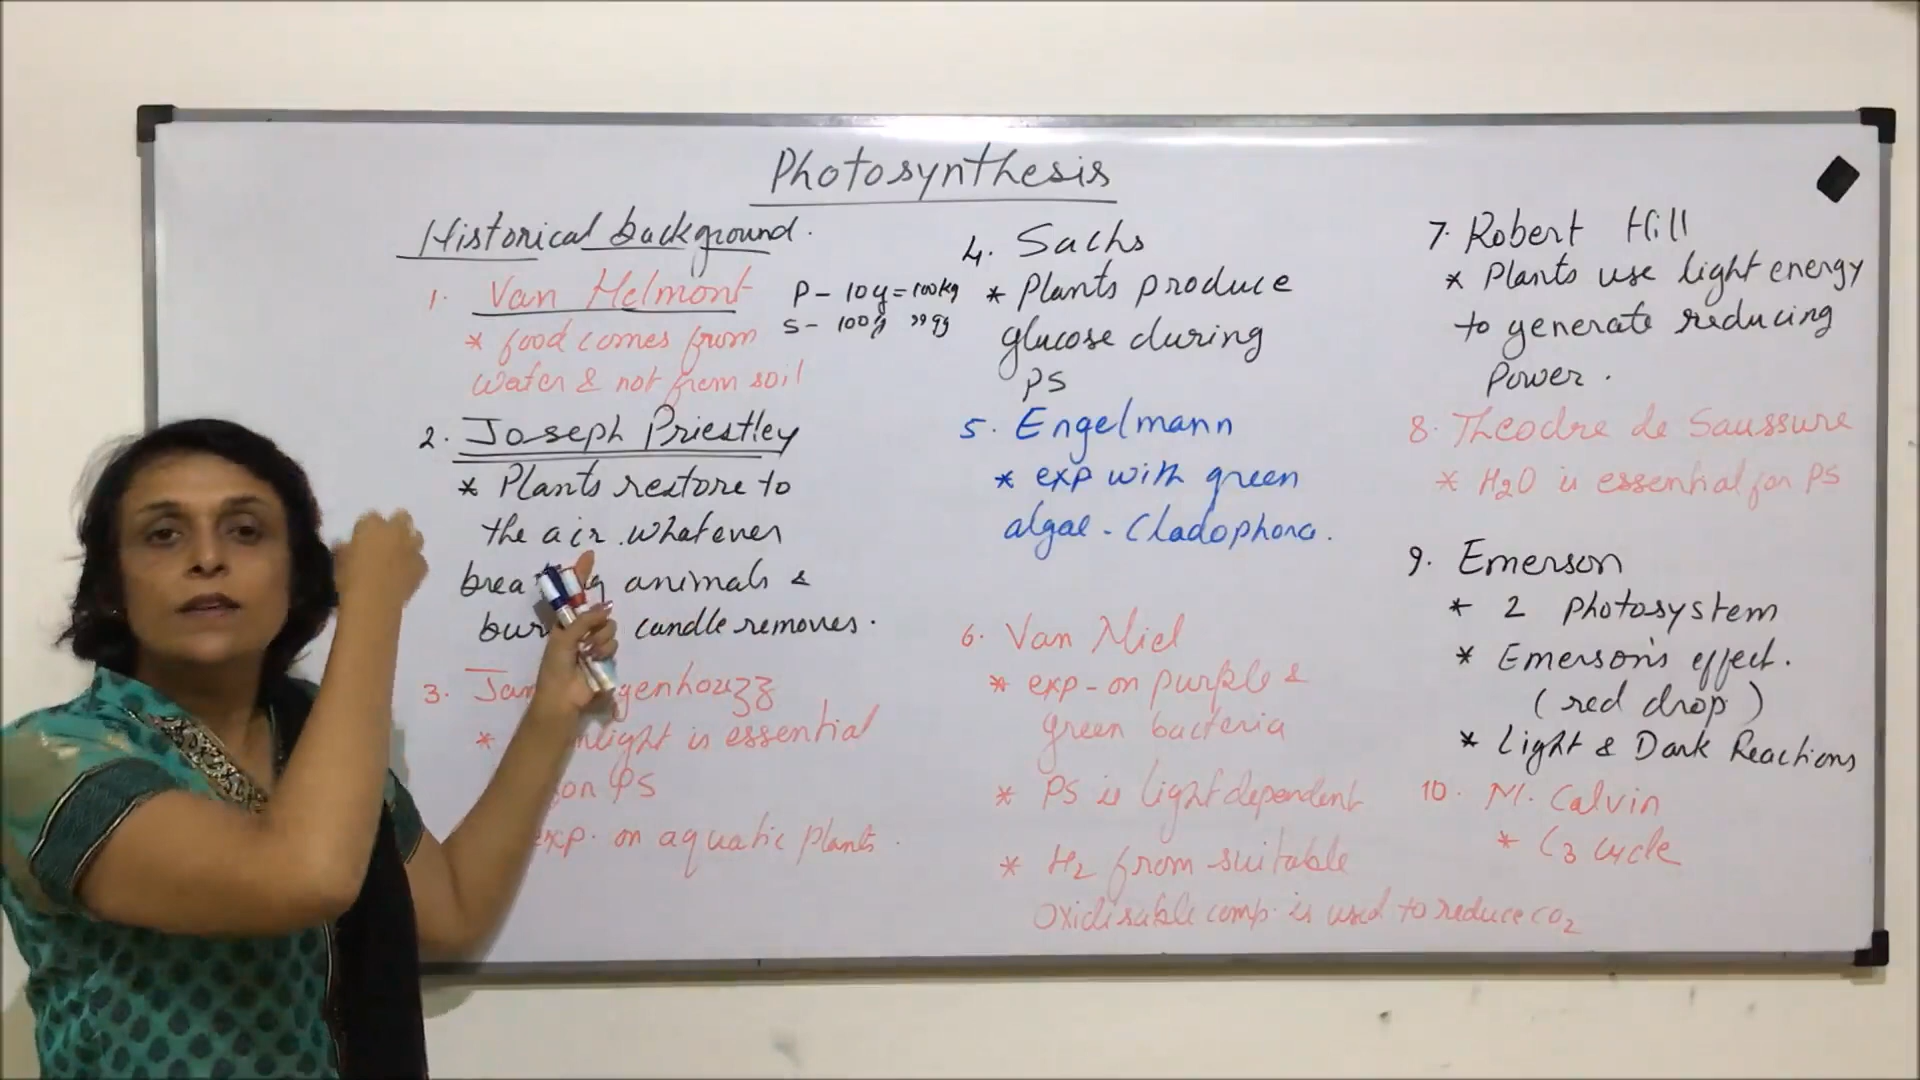 Photosynthesis
Historical background.
1. Van Helmont
* food comes from
water & not from soil
P - 10y = 100kg
S - 100g 99g
2. Joseph Priestley
* Plants restore to
the air whatever
animals &
candle removes.
3.
is essential
PS
exp. on aquatic plants.
4. Sachs
* Plants produce
glucose during
PS
5. Engelmann
* exp with green
algae - Cladophora.
6. Van Niel
* exp - on purple &
green bacteria
* PS is light dependent
* H2 from suitable
Oxidisable comp. is used to reduce CO2
7. Robert Hill
* Plants use light energy
to generate reducing
Power.
8. Theodre de Saussure
* H2O is essential for PS
9. Emerson
* 2 Photosystem
* Emerson's effect.
(red drop)
* Light & Dark Reactions
10. M. Calvin
* C3 cycle